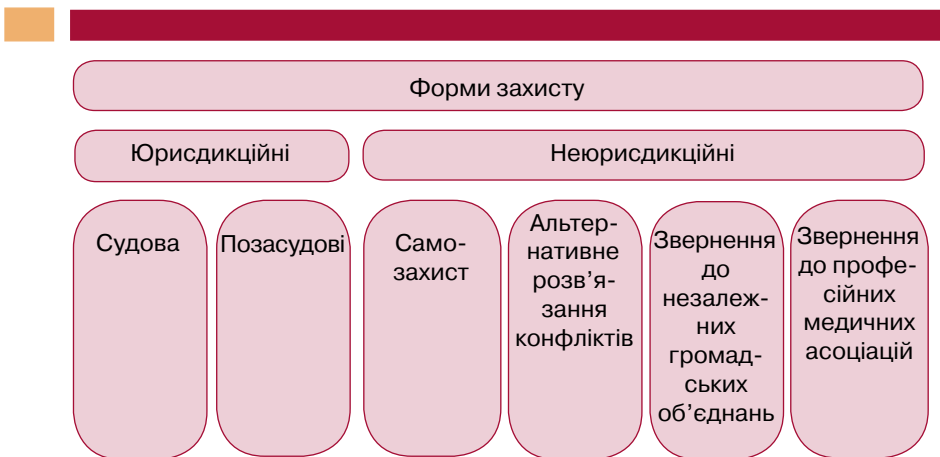 Форми захисту
Юрисдикційні
Неюрисдикційні
Судова
Позасудові
Само-
захист
Альтер-
нативне
розв’я-
зання
конфліктів
Звернення
до
незалеж-
них
громад-
ських
об’єднань
Звернення
до профе-
сійних
медичних
асоціацій